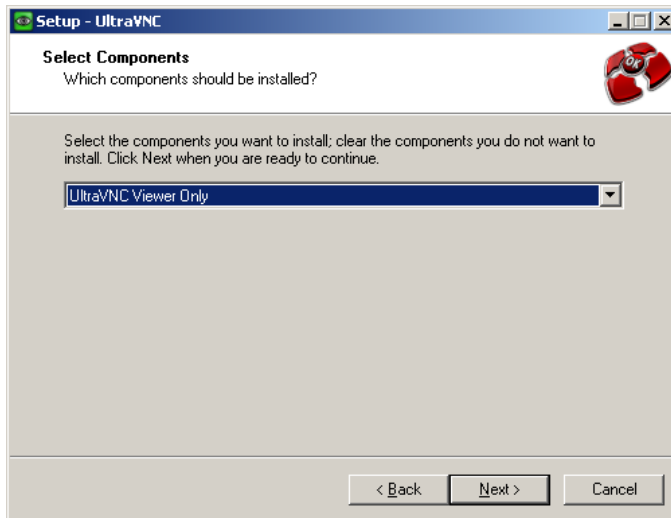 Setup - UltraVNC
Select Components
Which components should be installed?
OK
Select the components you want to install; clear the components you do not want to
install. Click Next when you are ready to continue.
UltraVNC Viewer Only
< Back
Next >
Cancel